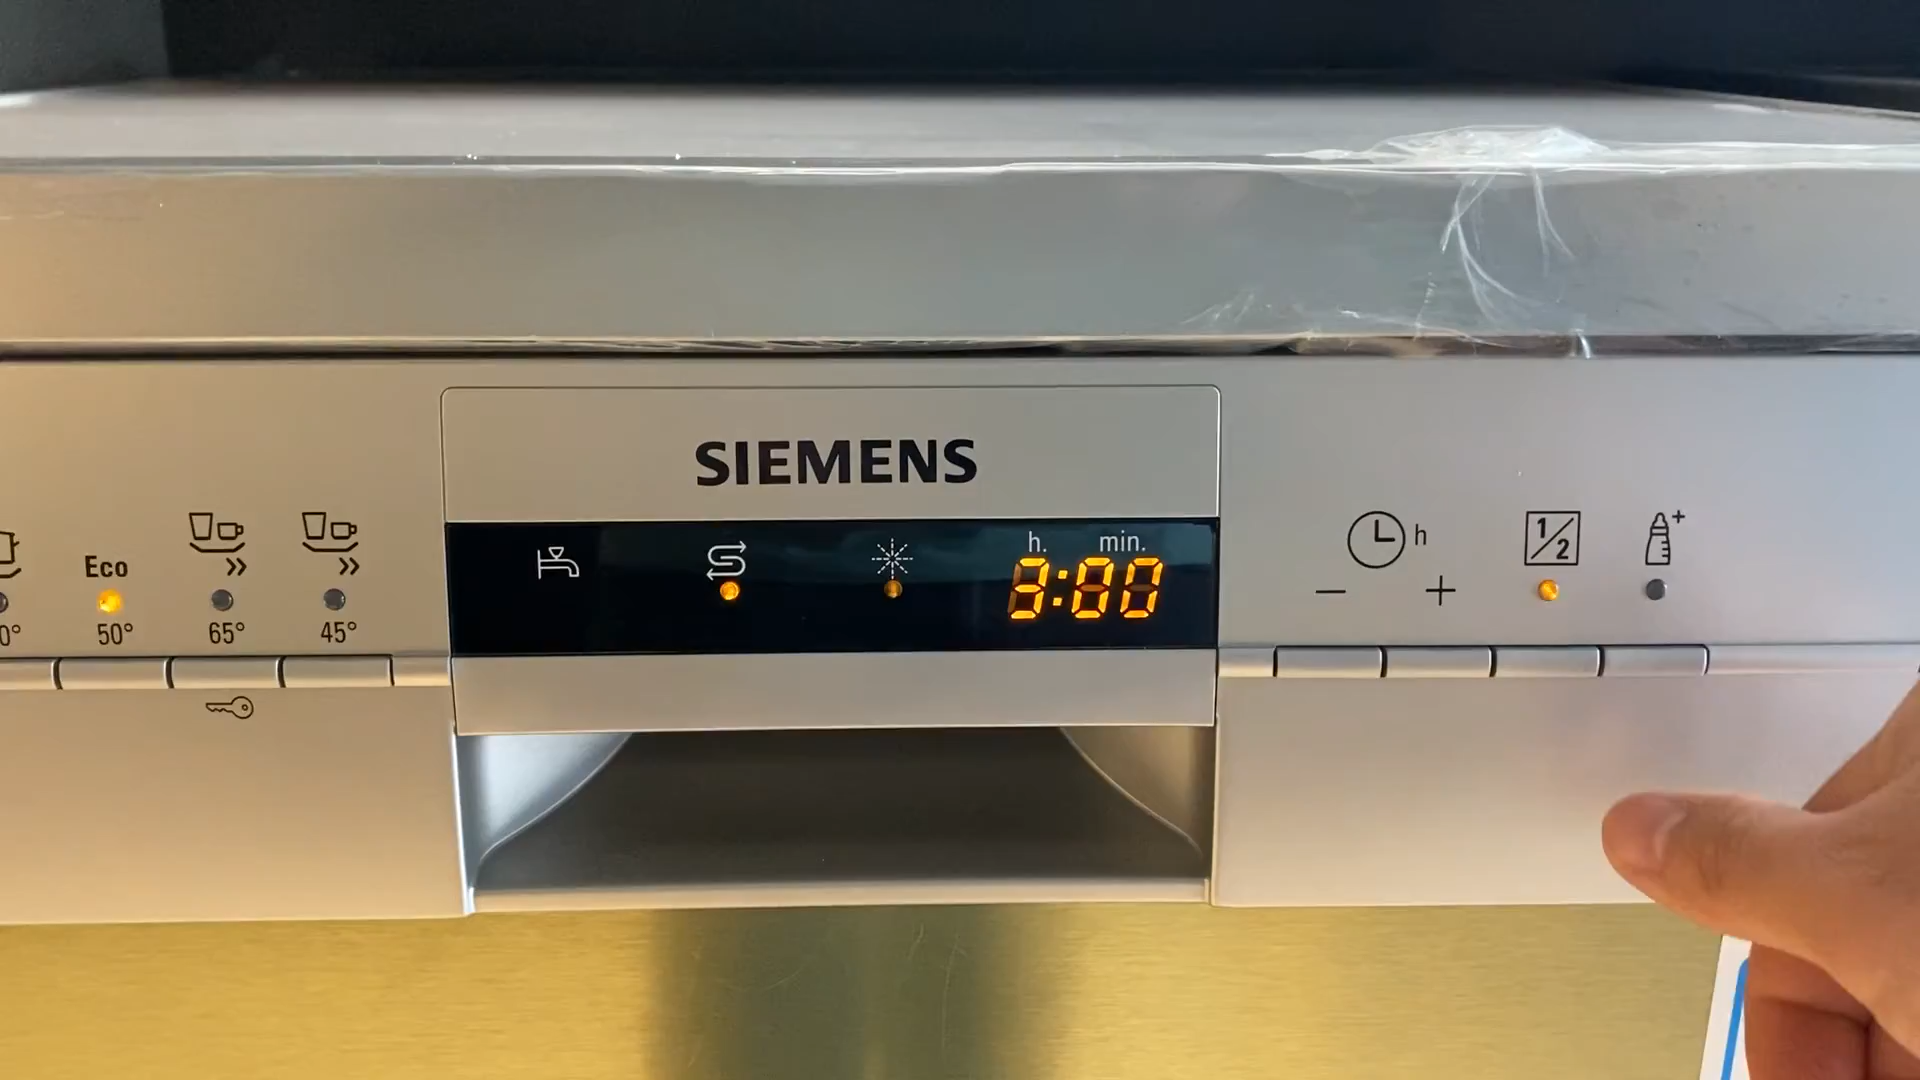 SIEMENS
h. min.
3:00
Eco
50° 65° 45°
h
1/2
− +
+